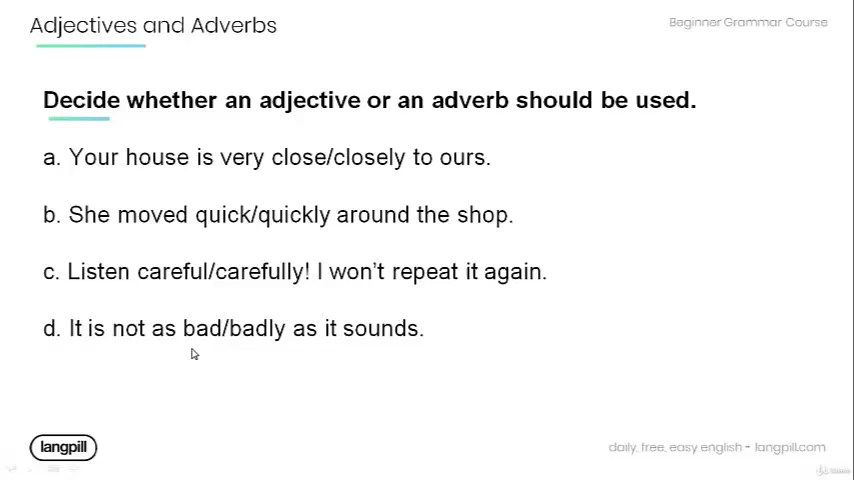 Adjectives and Adverbs
Beginner Grammar Course
Decide whether an adjective or an adverb should be used.
a. Your house is very close/closely to ours.
b. She moved quick/quickly around the shop.
c. Listen careful/carefully! I won't repeat it again.
d. It is not as bad/badly as it sounds.
langpill
daily, free, easy english - langpill.com